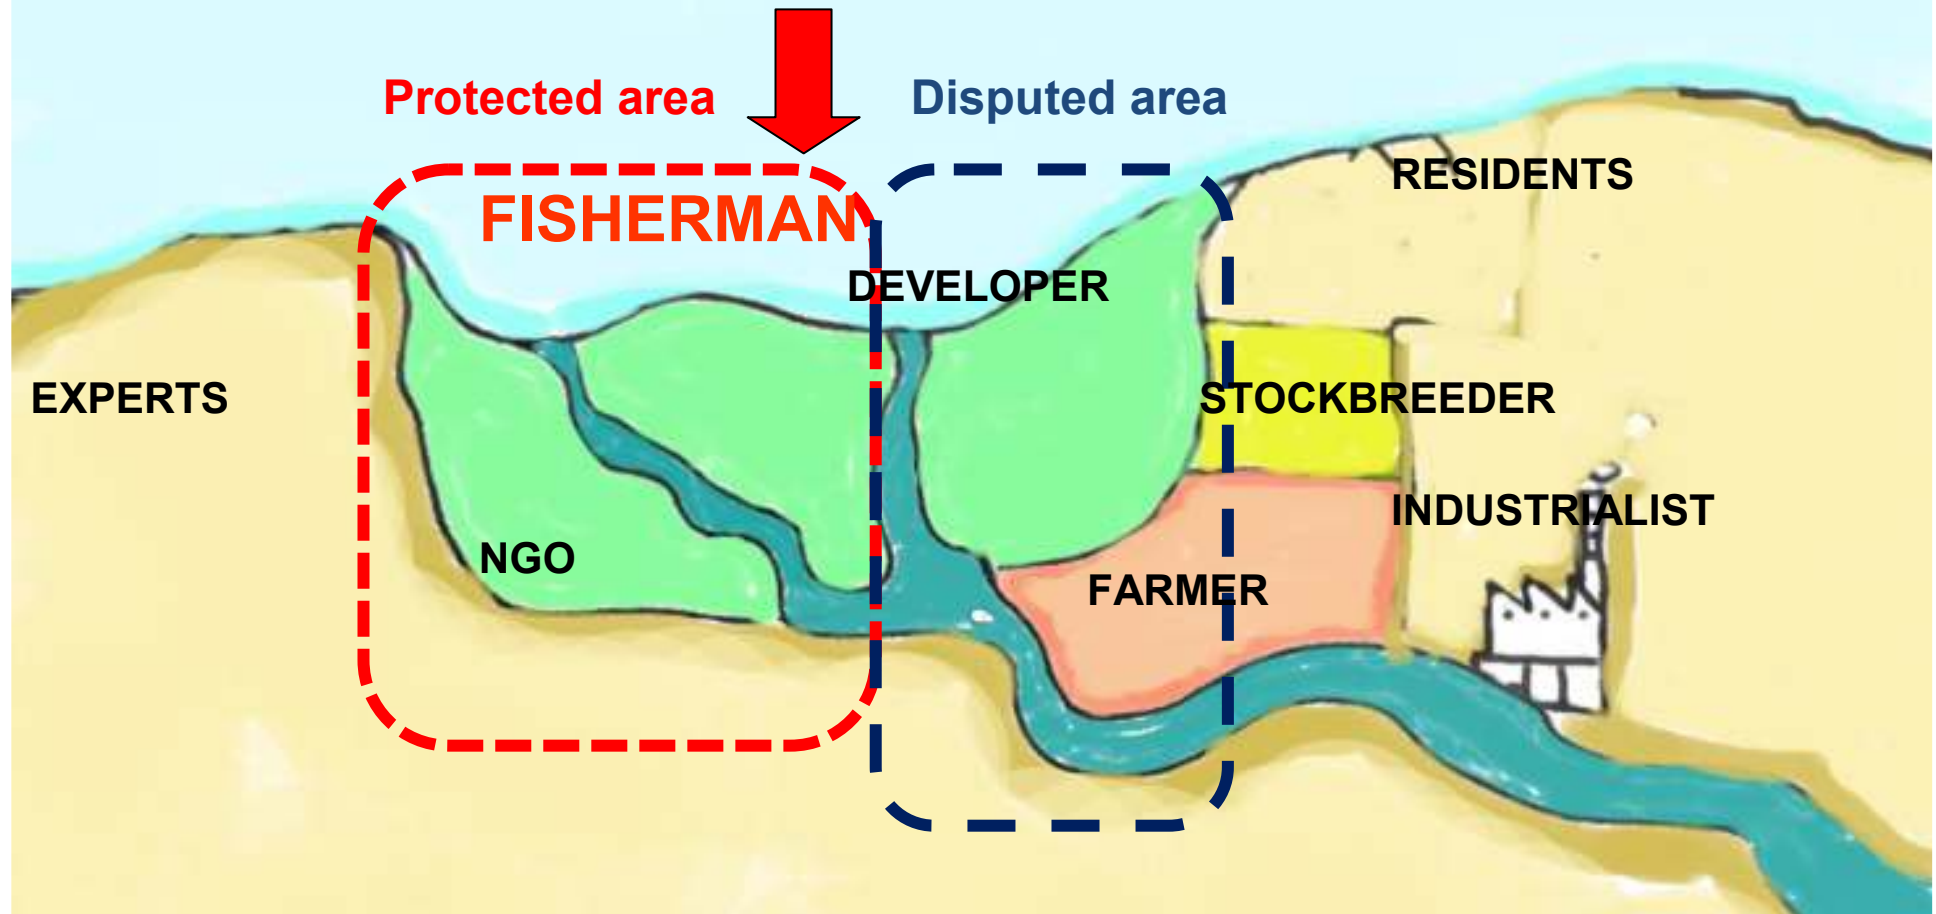 Protected area
Disputed area
RESIDENTS
FISHERMAN
DEVELOPER
EXPERTS
STOCKBREEDER
INDUSTRIALIST
NGO
FARMER